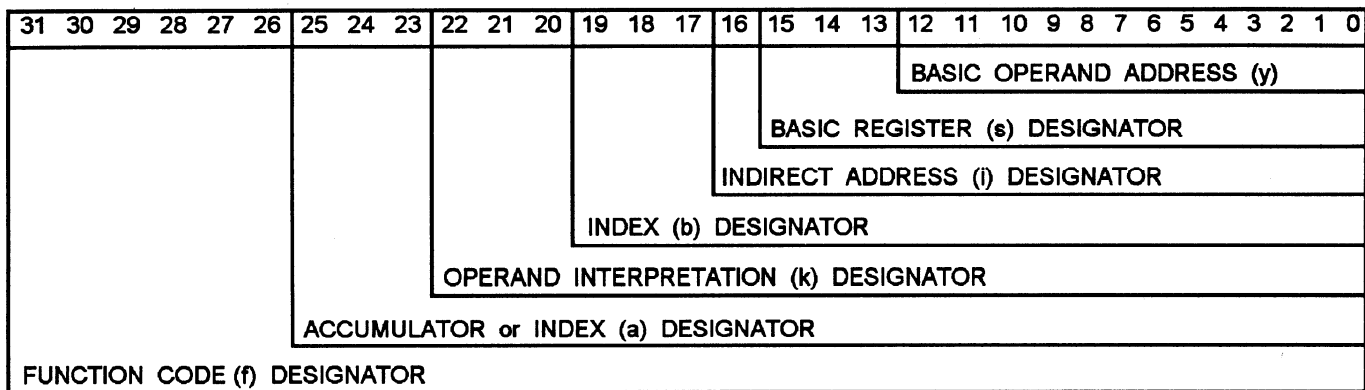 31 30 29 28 27 26 25 24 23 22 21 20 19 18 17 16 15 14 13 12 11 10 9 8 7 6 5 4 3 2 1 0
BASIC OPERAND ADDRESS (y)
BASIC REGISTER (s) DESIGNATOR
INDIRECT ADDRESS (i) DESIGNATOR
INDEX (b) DESIGNATOR
OPERAND INTERPRETATION (k) DESIGNATOR
ACCUMULATOR or INDEX (a) DESIGNATOR
FUNCTION CODE (f) DESIGNATOR